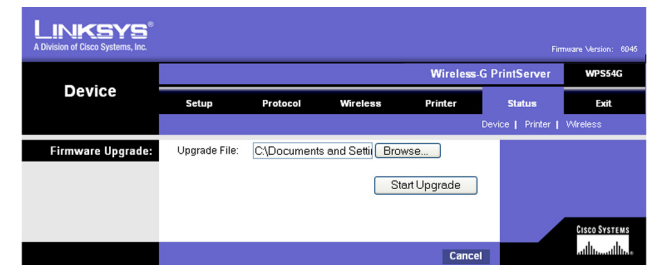 LINKSYS®
A Division of Cisco Systems, Inc.
Firmware Version: 6045
Wireless-G PrintServer WPS54G
Device
Setup Protocol Wireless Printer Status Exit
Device | Printer | Wireless
Firmware Upgrade: Upgrade File: C:\Documents and Settii Browse...
Start Upgrade
CISCO SYSTEMS
Cancel